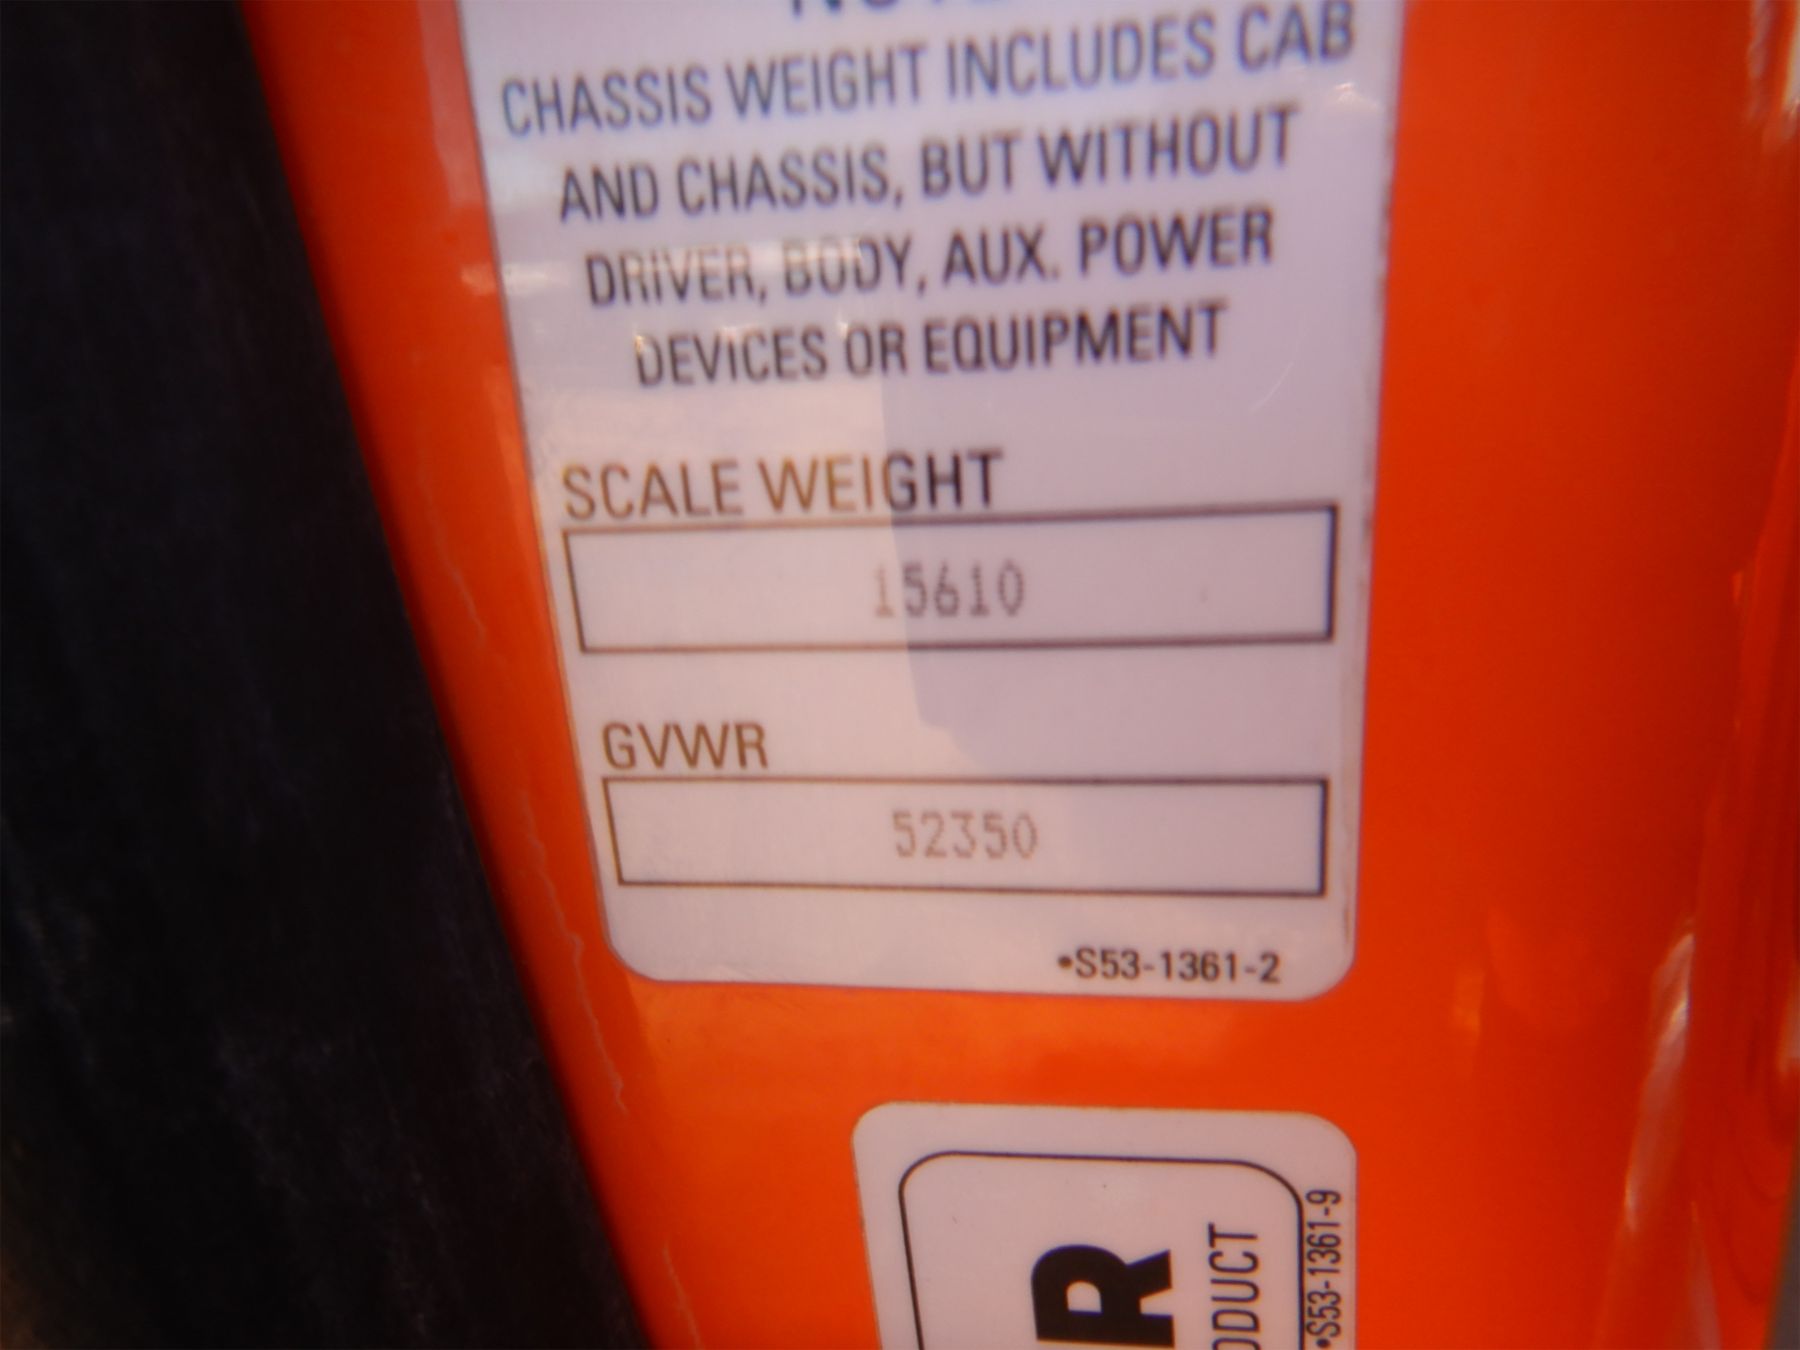 CHASSIS WEIGHT INCLUDES CAB
AND CHASSIS, BUT WITHOUT
DRIVER, BODY, AUX. POWER
DEVICES OR EQUIPMENT
SCALE WEIGHT
15610
GVWR
52350
•S53-1361-2
R
ODUCT
•S53-1361-9